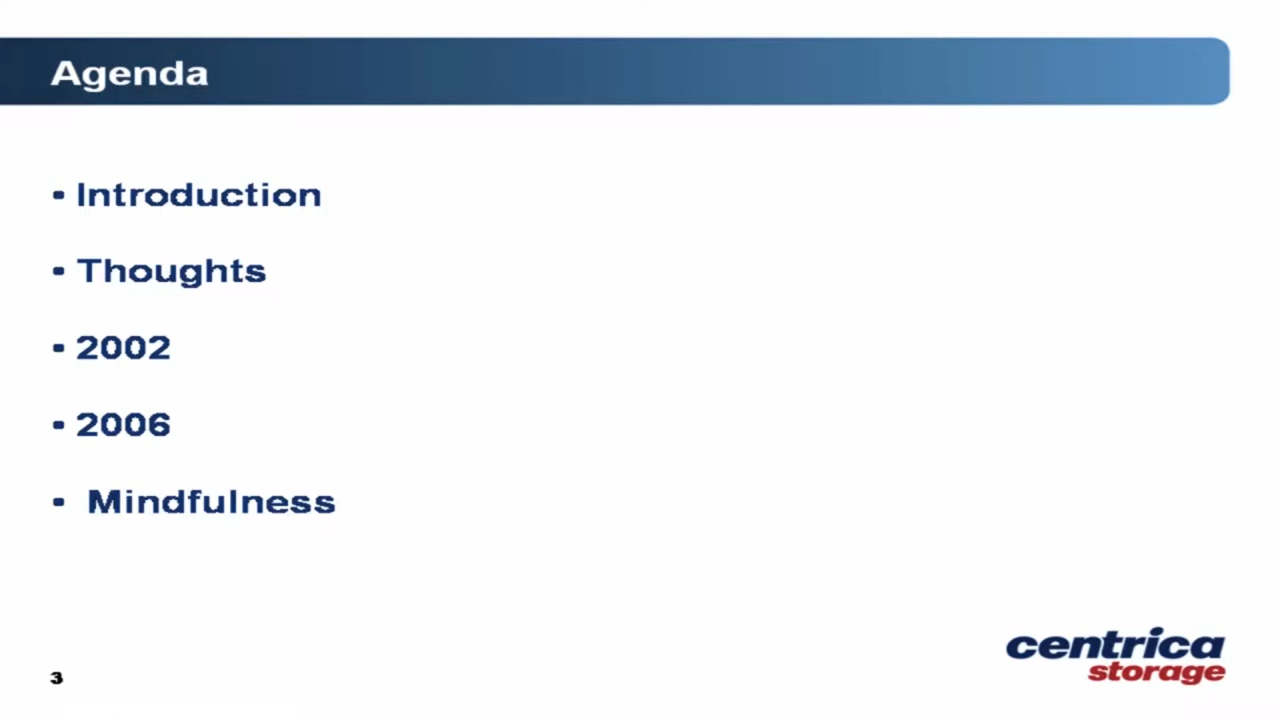 Agenda
▪ Introduction
▪ Thoughts
▪ 2002
▪ 2006
▪ Mindfulness
3
centrica
storage